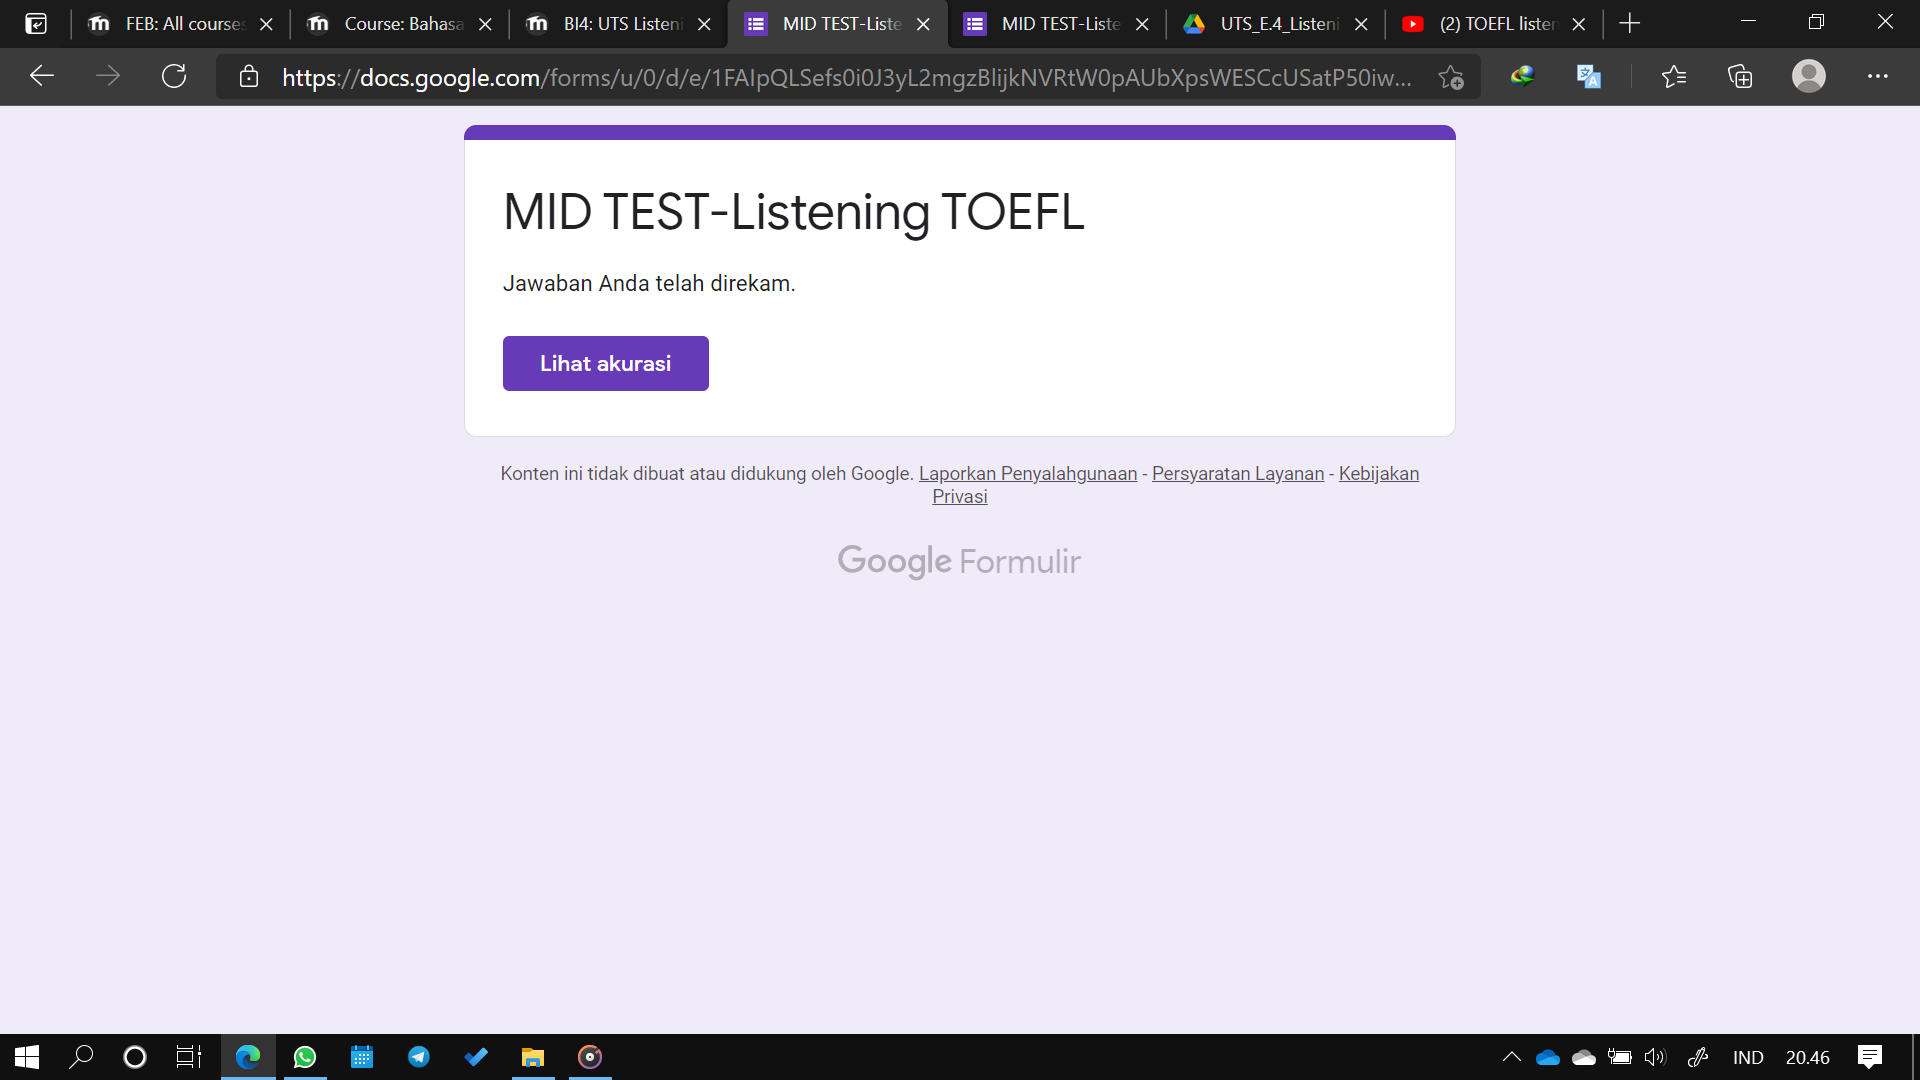 FEB: All courses
Course: Bahasa
BI4: UTS Listeni
MID TEST-Liste
MID TEST-Liste
UTS_E.4_Listeni
(2) TOEFL listen
https://docs.google.com/forms/u/0/d/e/1FAIpQLSefs0i0J3yL2mgzBlijkNVRtW0pAUbXpsWESCcUSatP50iw...
MID TEST-Listening TOEFL
Jawaban Anda telah direkam.
Lihat akurasi
Konten ini tidak dibuat atau didukung oleh Google. Laporkan Penyalahgunaan - Persyaratan Layanan - Kebijakan
Privasi
Google Formulir
IND
20.46